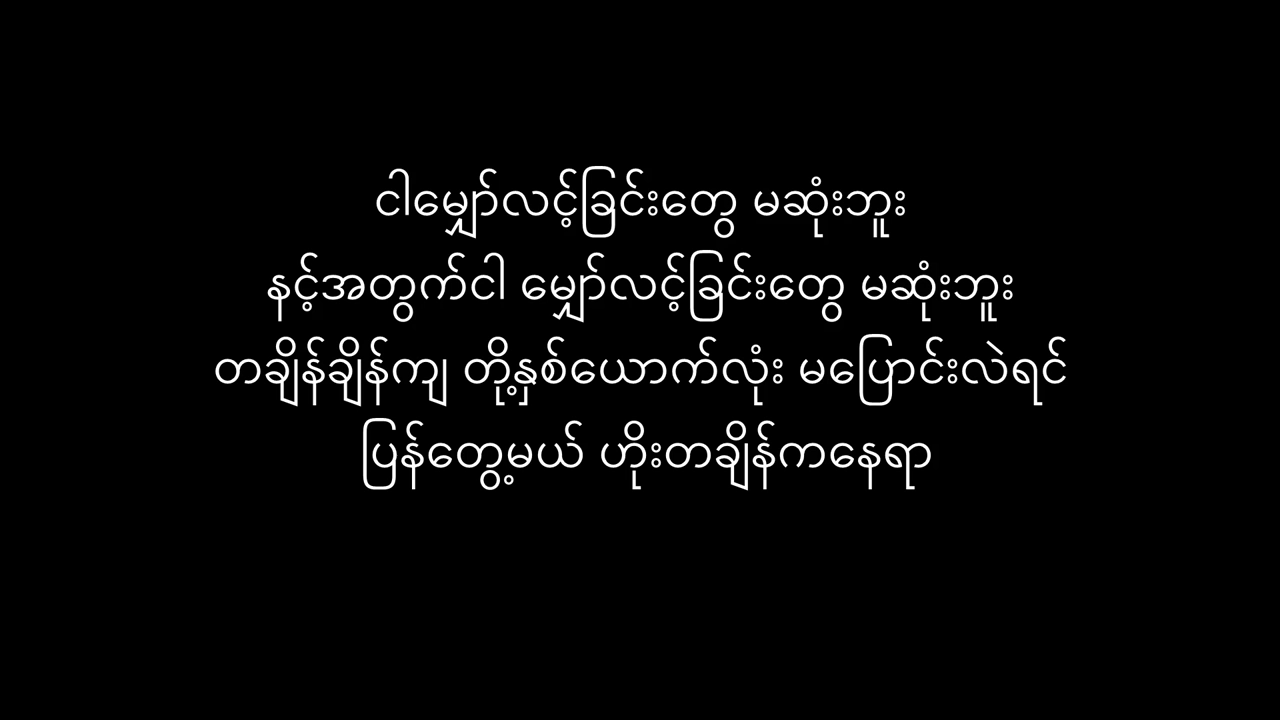 ငါမျှော်လင့်ခြင်းတွေ မဆုံးဘူး
နင့်အတွက်ငါ မျှော်လင့်ခြင်းတွေ မဆုံးဘူး
တချိန်ချိန်ကျ တို့နှစ်ယောက်လုံး မပြောင်းလဲရင်
ပြန်တွေ့မယ် ဟိုးတချိန်ကနေရာ